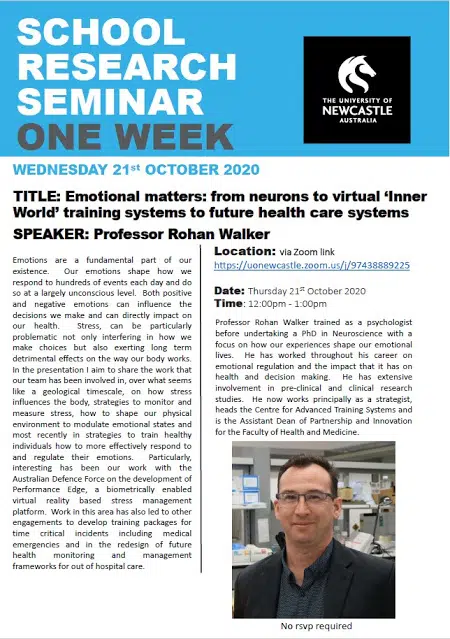 SCHOOL
RESEARCH
SEMINAR
ONE WEEK
THE UNIVERSITY OF
NEWCASTLE
AUSTRALIA
WEDNESDAY 21st OCTOBER 2020
TITLE: Emotional matters: from neurons to virtual ‘Inner
World’ training systems to future health care systems
SPEAKER: Professor Rohan Walker
Emotions are a fundamental part of our
existence. Our emotions shape how we
respond to hundreds of events each day and do
so at a largely unconscious level. Both positive
and negative emotions can influence the
decisions we make and can directly impact on
our health. Stress, can be particularly
problematic not only interfering in how we
make choices but also exerting long term
detrimental effects on the way our body works.
In the presentation I aim to share the work that
our team has been involved in, over what seems
like a geological timescale, on how stress
influences the body, strategies to monitor and
measure stress, how to shape our physical
environment to modulate emotional states and
most recently in strategies to train healthy
individuals how to more effectively respond to
and regulate their emotions. Particularly,
interesting has been our work with the
Australian Defence Force on the development of
Performance Edge, a biometrically enabled
virtual reality based stress management
platform. Work in this area has also led to other
engagements to develop training packages for
time critical incidents including medical
emergencies and in the redesign of future
health monitoring and management
frameworks for out of hospital care.
Location: via Zoom link
https://uonewcastle.zoom.us/j/97438889225
Date: Thursday 21st October 2020
Time: 12:00pm - 1:00pm
Professor Rohan Walker trained as a psychologist
before undertaking a PhD in Neuroscience with a
focus on how our experiences shape our emotional
lives. He has worked throughout his career on
emotional regulation and the impact that it has on
health and decision making. He has extensive
involvement in pre-clinical and clinical research
studies. He now works principally as a strategist,
heads the Centre for Advanced Training Systems and
is the Assistant Dean of Partnership and Innovation
for the Faculty of Health and Medicine.
No rsvp required